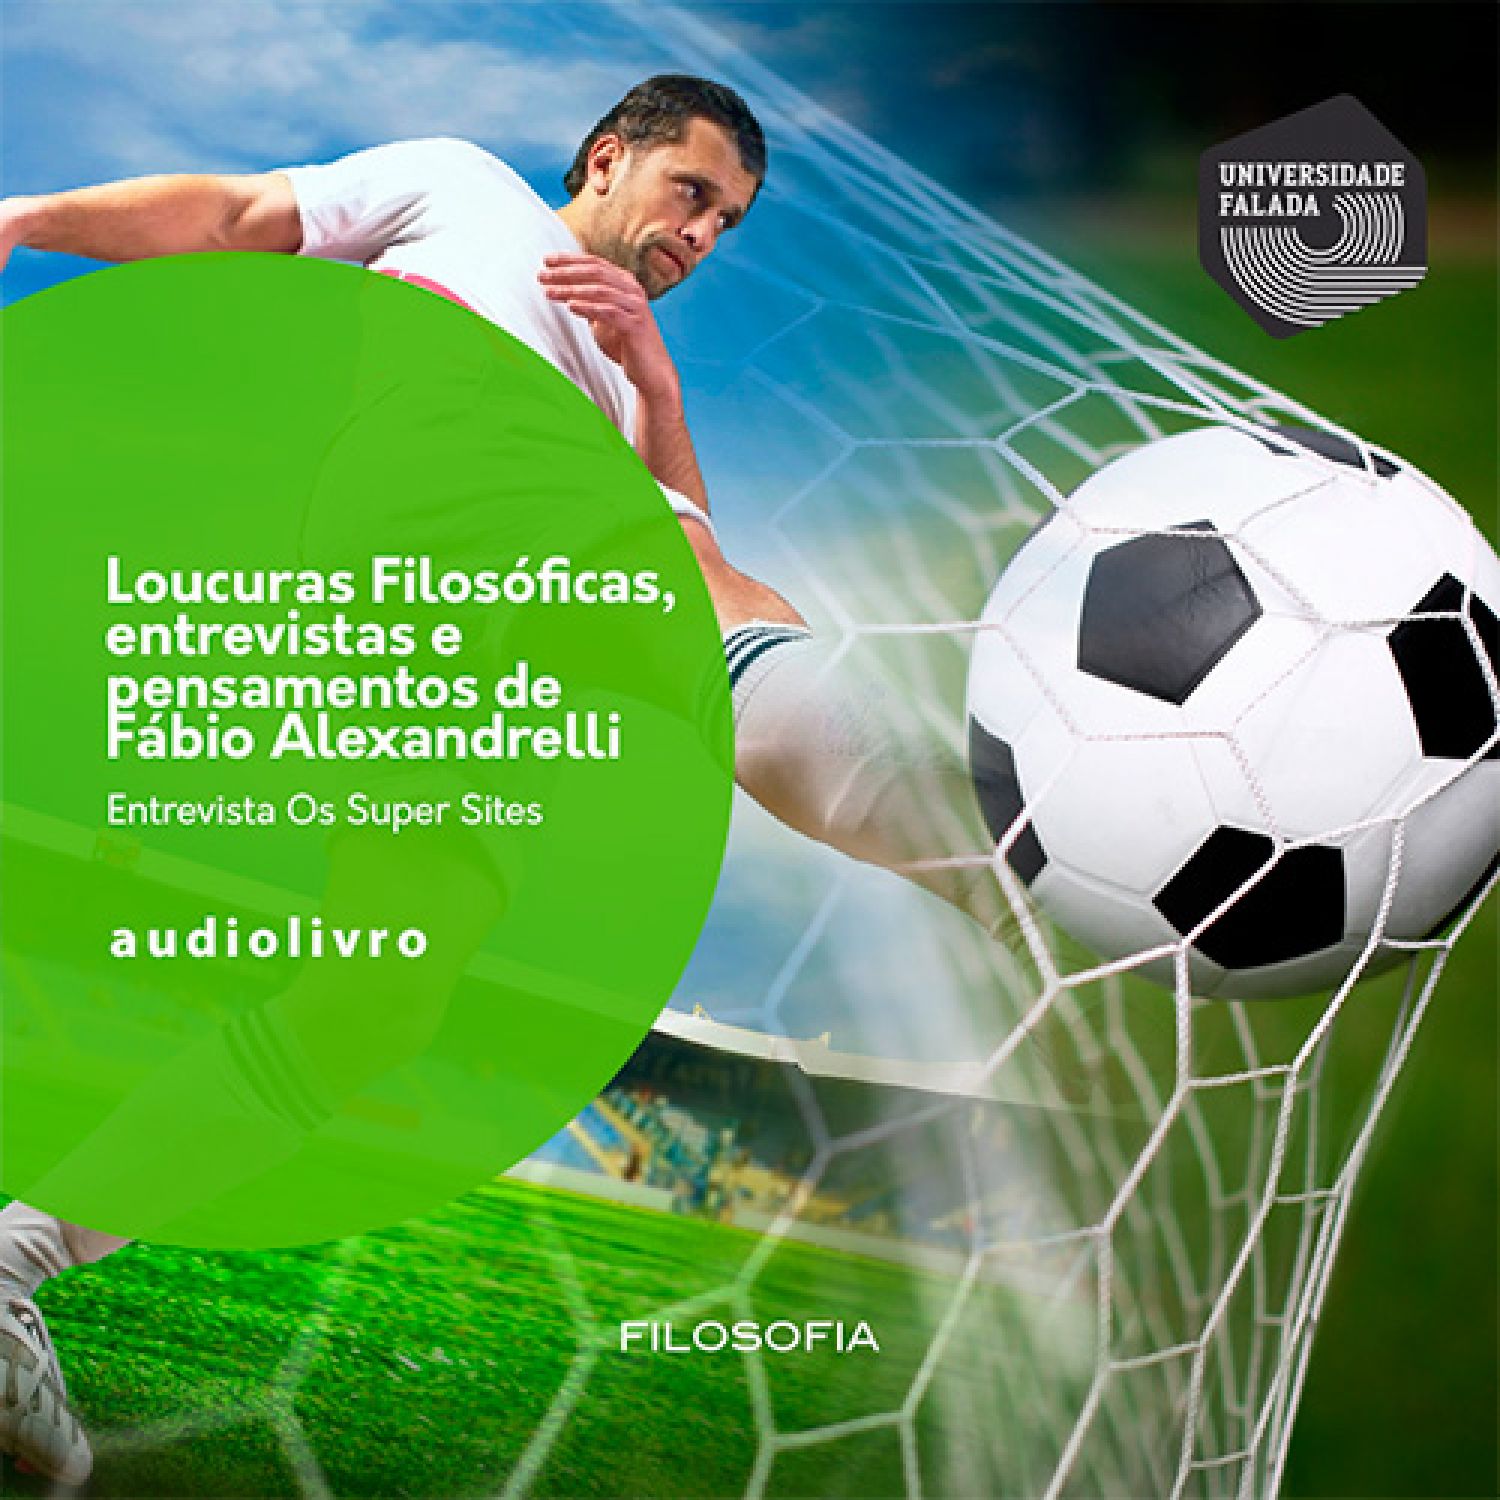 UNIVERSIDADE
FALADA
Loucuras Filosóficas,
entrevistas e
pensamentos de
Fábio Alexandrelli
Entrevista Os Super Sites
audiolivro
FILOSOFIA